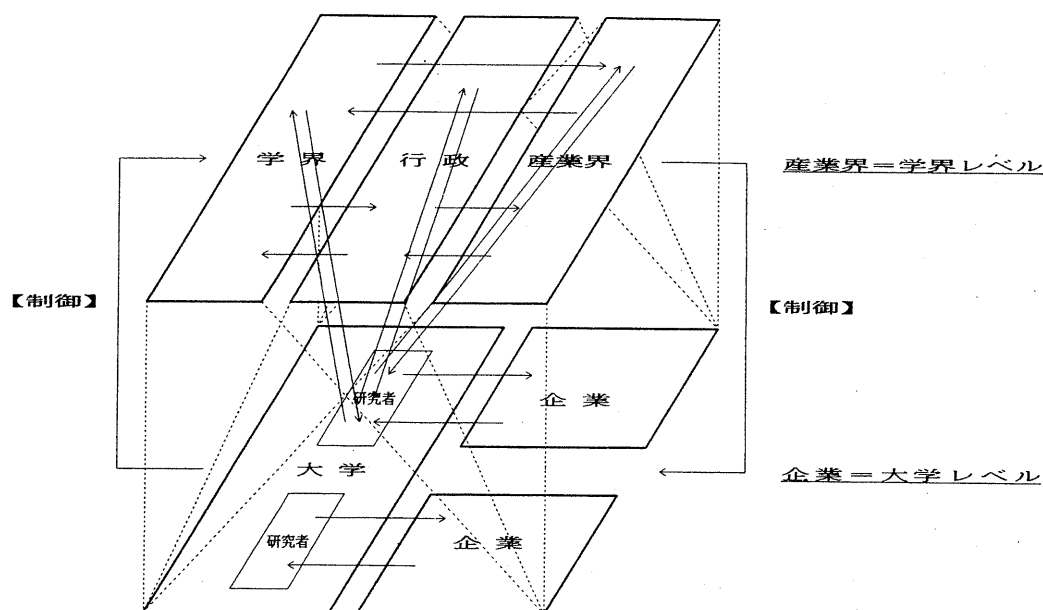 学界
行政
産業界
産業界＝学界レベル
【制御】
【制御】
研究者
企業
大学
企業＝大学レベル
研究者
企業